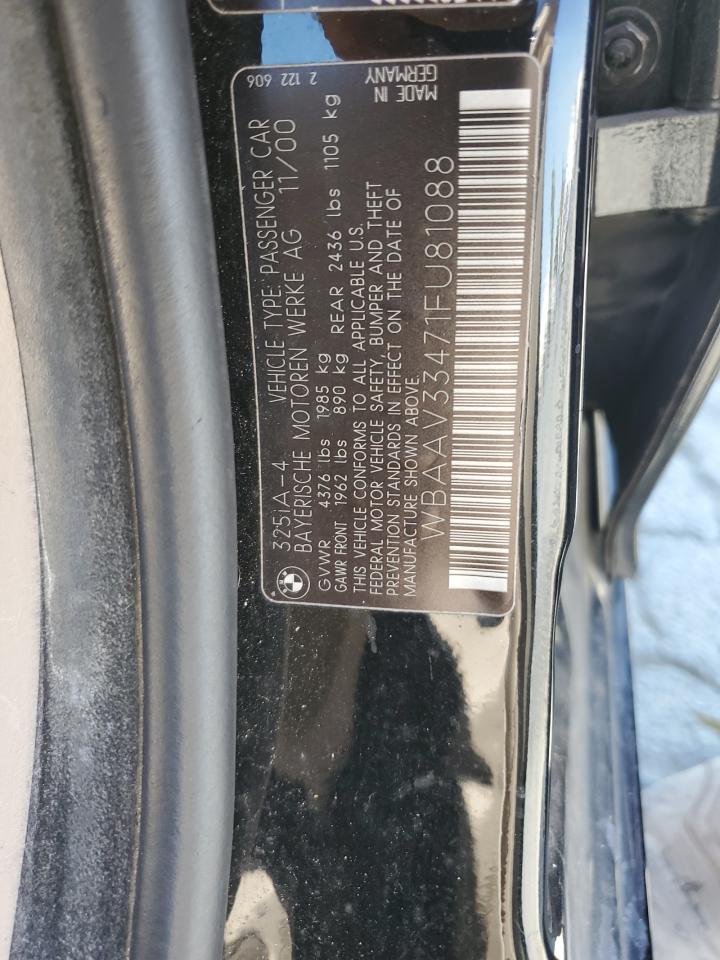 325iA-4 VEHICLE TYPE: PASSENGER CAR
BAYERISCHE MOTOREN WERKE AG 11/00
2 122 606
GVWR 4376 lbs 1985 kg
GAWR FRONT 1962 lbs 890 kg REAR 2436 lbs 1105 kg
THIS VEHICLE CONFORMS TO ALL APPLICABLE U.S.
FEDERAL MOTOR VEHICLE SAFETY, BUMPER AND THEFT
PREVENTION STANDARDS IN EFFECT ON THE DATE OF
MANUFACTURE SHOWN ABOVE.
MADE IN
GERMANY
WBAAV33471FU81088